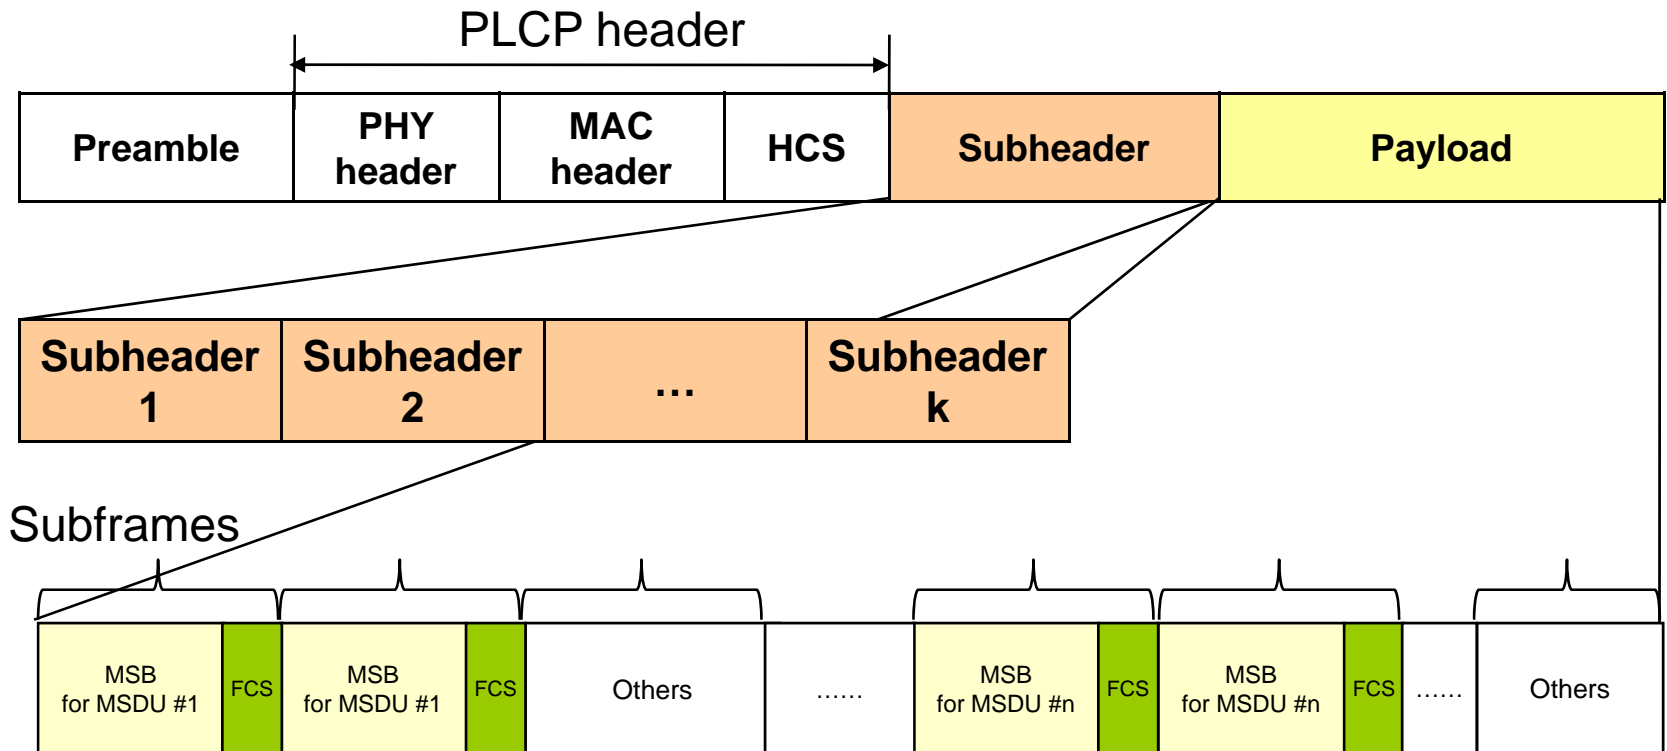 PLCP header
Preamble
PHY
header
MAC
header
HCS
Subheader
Payload
Subheader
1
Subheader
2
...
Subheader
k
Subframes
MSB
for MSDU #1
FCS
MSB
for MSDU #1
FCS
Others
......
MSB
for MSDU #n
FCS
MSB
for MSDU #n
FCS
......
Others